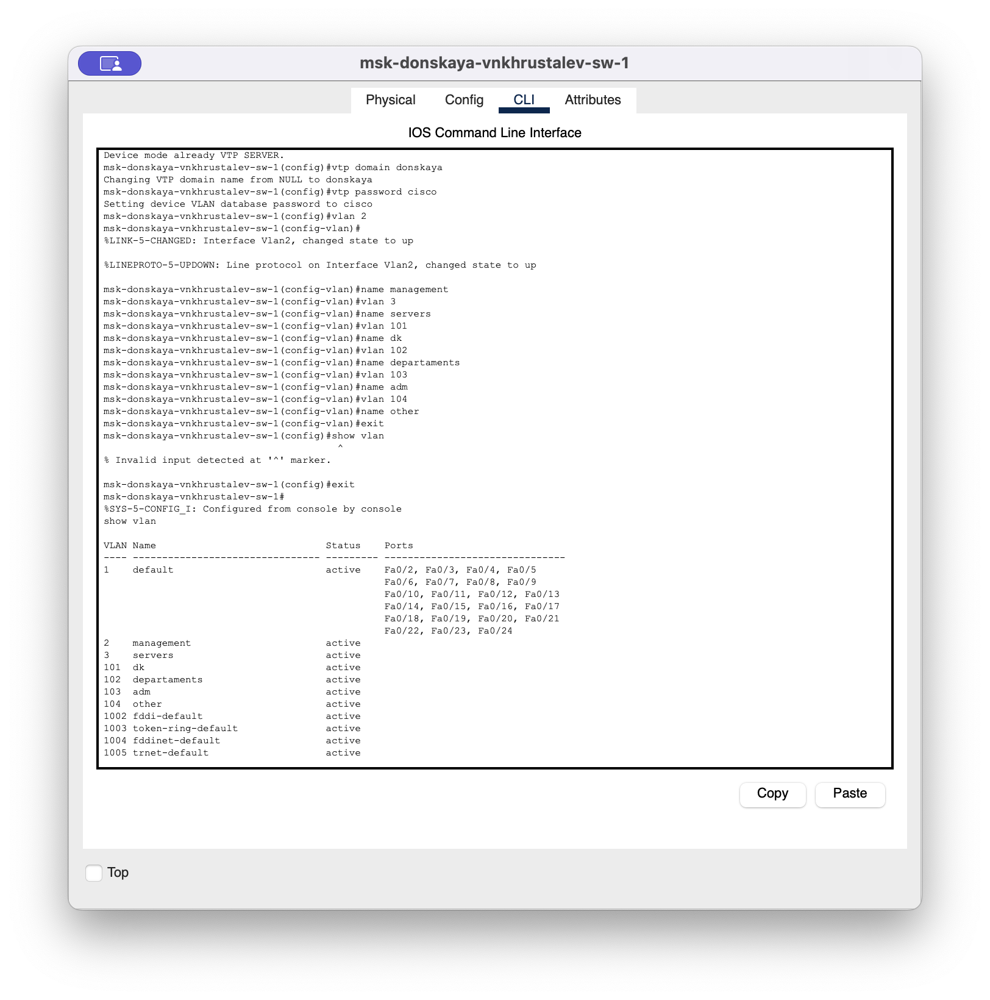 msk-donskaya-vnkhrustalev-sw-1
Physical Config CLI Attributes
IOS Command Line Interface
Device mode already VTP SERVER.
msk-donskaya-vnkhrustalev-sw-1(config)#vtp domain donskaya
Changing VTP domain name from NULL to donskaya
msk-donskaya-vnkhrustalev-sw-1(config)#vtp password cisco
Setting device VLAN database password to cisco
msk-donskaya-vnkhrustalev-sw-1(config)#vlan 2
msk-donskaya-vnkhrustalev-sw-1(config-vlan)#
%LINK-5-CHANGED: Interface Vlan2, changed state to up
%LINEPROTO-5-UPDOWN: Line protocol on Interface Vlan2, changed state to up
msk-donskaya-vnkhrustalev-sw-1(config-vlan)#name management
msk-donskaya-vnkhrustalev-sw-1(config-vlan)#vlan 3
msk-donskaya-vnkhrustalev-sw-1(config-vlan)#name servers
msk-donskaya-vnkhrustalev-sw-1(config-vlan)#vlan 101
msk-donskaya-vnkhrustalev-sw-1(config-vlan)#name dk
msk-donskaya-vnkhrustalev-sw-1(config-vlan)#vlan 102
msk-donskaya-vnkhrustalev-sw-1(config-vlan)#name departaments
msk-donskaya-vnkhrustalev-sw-1(config-vlan)#vlan 103
msk-donskaya-vnkhrustalev-sw-1(config-vlan)#name adm
msk-donskaya-vnkhrustalev-sw-1(config-vlan)#vlan 104
msk-donskaya-vnkhrustalev-sw-1(config-vlan)#name other
msk-donskaya-vnkhrustalev-sw-1(config-vlan)#exit
msk-donskaya-vnkhrustalev-sw-1(config)#show vlan
^
% Invalid input detected at '^' marker.
msk-donskaya-vnkhrustalev-sw-1(config)#exit
msk-donskaya-vnkhrustalev-sw-1#
%SYS-5-CONFIG_I: Configured from console by console
show vlan
VLAN Name Status Ports
---- -------------------------------- --------- -------------------------------
1 default active Fa0/2, Fa0/3, Fa0/4, Fa0/5
Fa0/6, Fa0/7, Fa0/8, Fa0/9
Fa0/10, Fa0/11, Fa0/12, Fa0/13
Fa0/14, Fa0/15, Fa0/16, Fa0/17
Fa0/18, Fa0/19, Fa0/20, Fa0/21
Fa0/22, Fa0/23, Fa0/24
2 management active
3 servers active
101 dk active
102 departaments active
103 adm active
104 other active
1002 fddi-default active
1003 token-ring-default active
1004 fddinet-default active
1005 trnet-default active
Copy Paste
Top